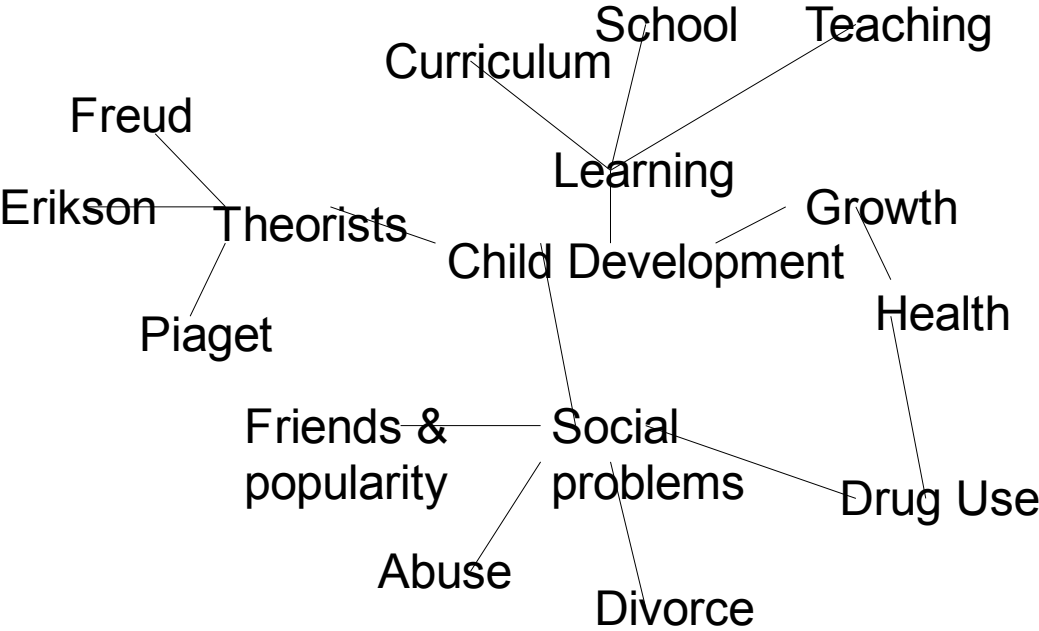 School
Teaching
Curriculum
Freud
Learning
Erikson
Theorists
Growth
Child Development
Health
Piaget
Friends &
popularity
Social
problems
Drug Use
Abuse
Divorce